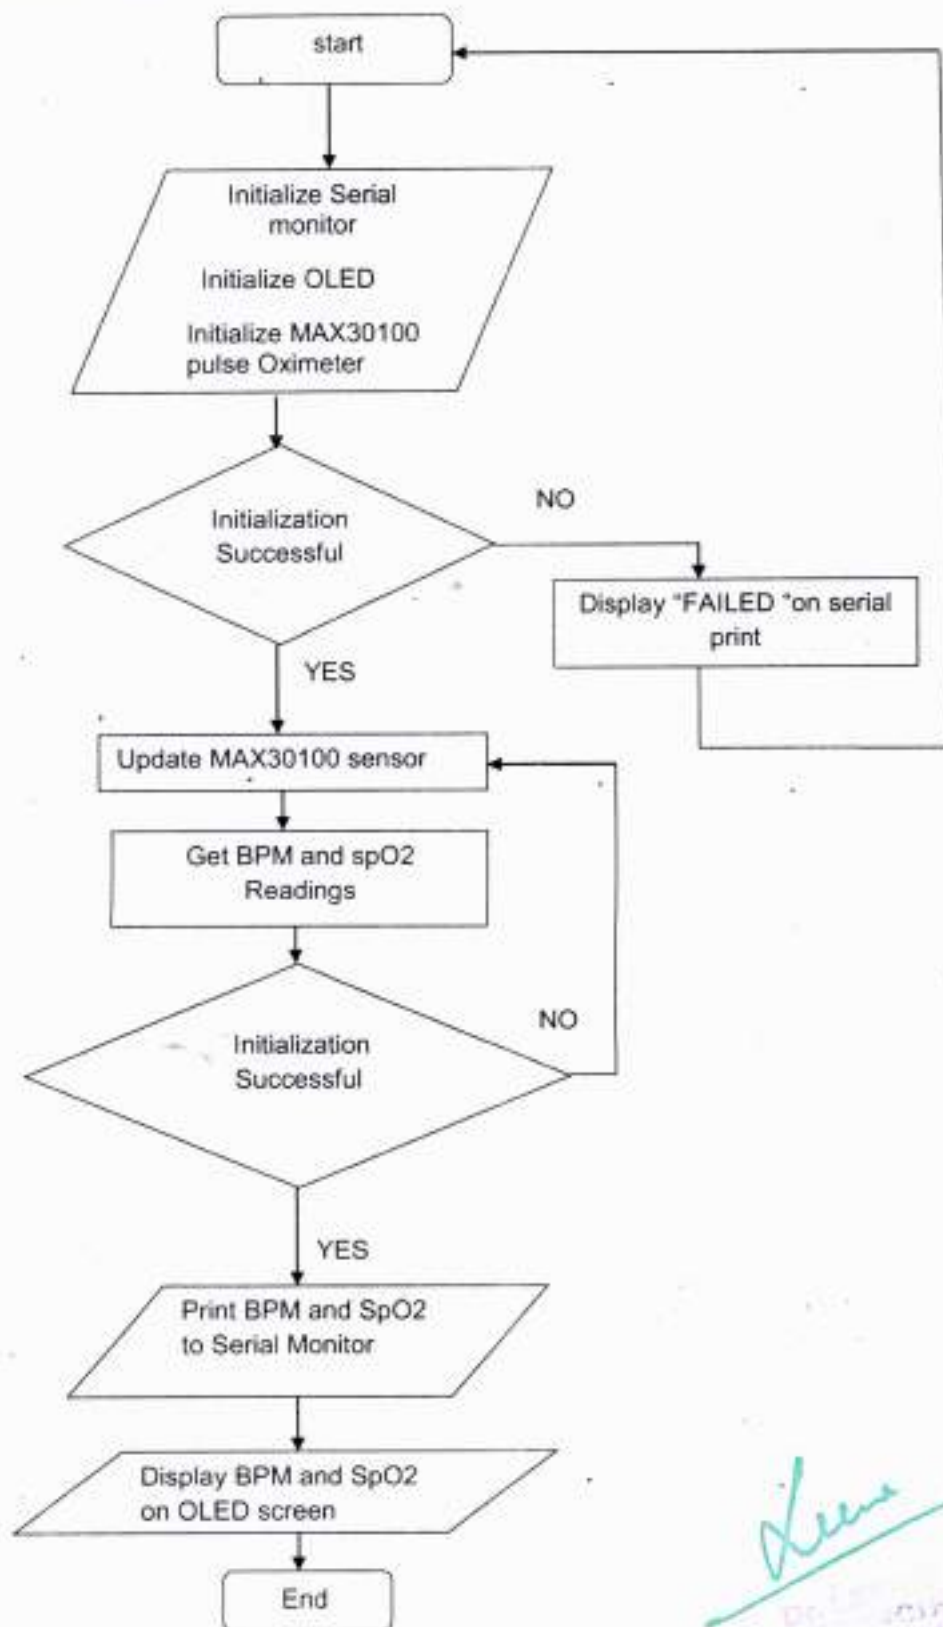 start
Initialize Serial
monitor
Initialize OLED
Initialize MAX30100
pulse Oximeter
Initialization
Successful
NO
Display "FAILED "on serial
print
YES
Update MAX30100 sensor
Get BPM and spO2
Readings
Initialization
Successful
NO
YES
Print BPM and SpO2
to Serial Monitor
Display BPM and SpO2
on OLED screen
End